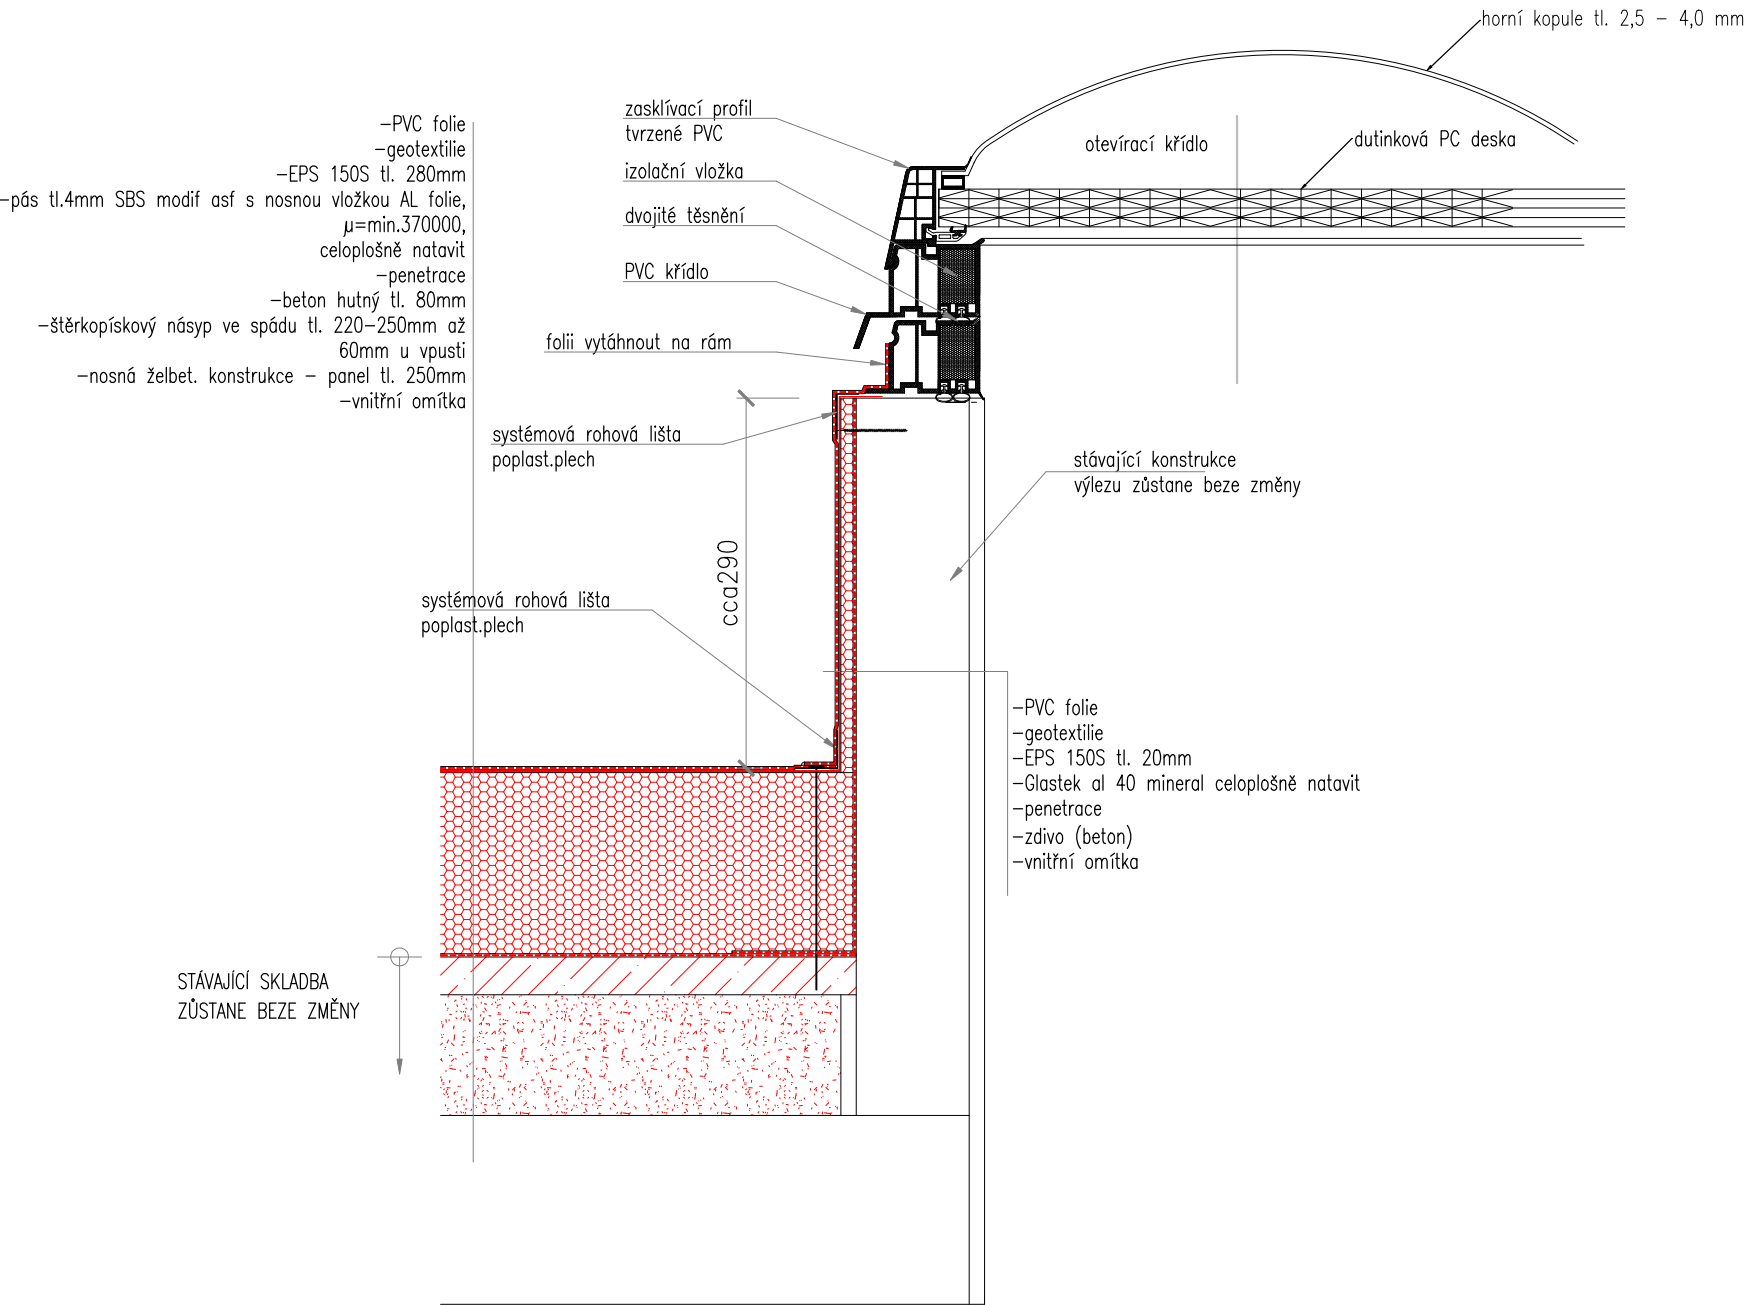 horní kopule tl. 2,5 – 4,0 mm
-PVC folie
-geotextilie
-EPS 150S tl. 280mm
-pás tl.4mm SBS modif asf s nosnou vložkou AL folie,
µ=min.370000,
celoplošně natavit
-penetrace
-beton hutný tl. 80mm
-štěrkopískový násyp ve spádu tl. 220-250mm až
60mm u vpusti
-nosná želbet. konstrukce – panel tl. 250mm
-vnitřní omítka
zasklívací profil
tvrzené PVC
izolační vložka
dvojité těsnění
PVC křídlo
folii vytáhnout na rám
otevírací křídlo
dutinková PC deska
systémová rohová lišta
poplast.plech
stávající konstrukce
výlezu zůstane beze změny
cca290
systémová rohová lišta
poplast.plech
-PVC folie
-geotextilie
-EPS 150S tl. 20mm
-Glastek al 40 mineral celoplošně natavit
-penetrace
-zdivo (beton)
-vnitřní omítka
STÁVAJÍCÍ SKLADBA
ZŮSTANE BEZE ZMĚNY